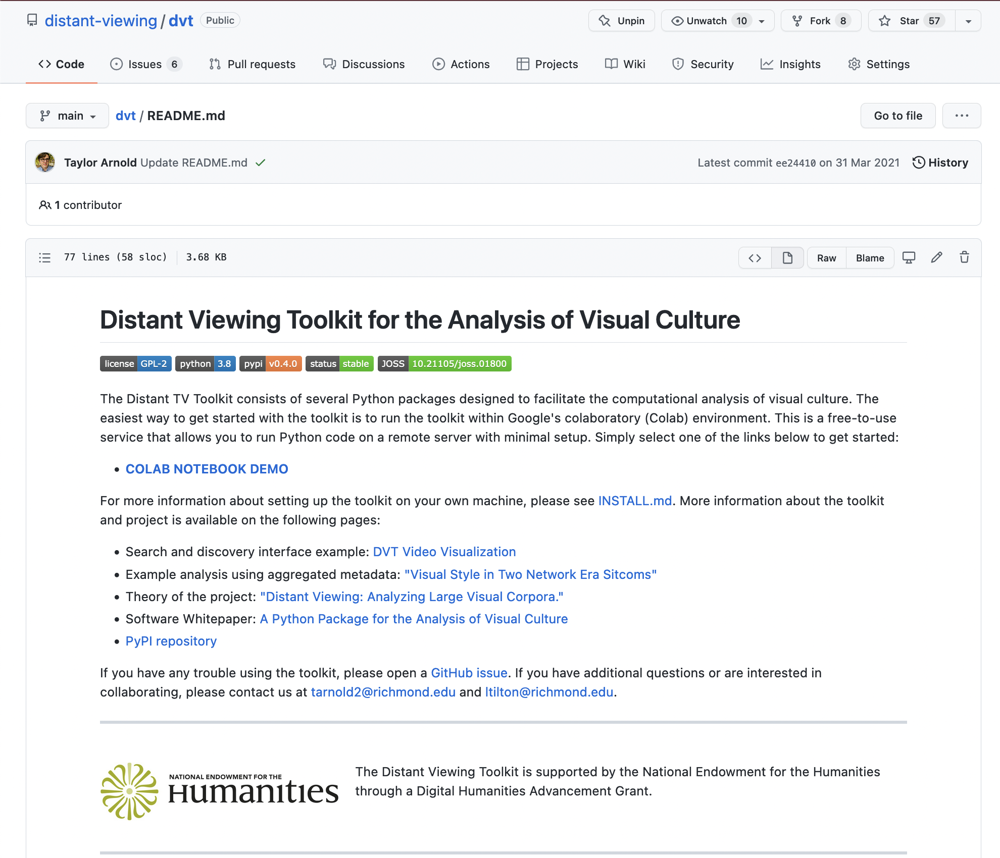 distant-viewing / dvt Public Unpin Unwatch 10 Fork 8 Star 57
Code Issues 6 Pull requests Discussions Actions Projects Wiki Security Insights Settings
main dvt / README.md Go to file ...
Taylor Arnold Update README.md Latest commit ee24410 on 31 Mar 2021 History
1 contributor
77 lines (58 sloc) 3.68 KB Raw Blame
Distant Viewing Toolkit for the Analysis of Visual Culture
license GPL-2 python 3.8 pypi v0.4.0 status stable JOSS 10.21105/joss.01800
The Distant TV Toolkit consists of several Python packages designed to facilitate the computational analysis of visual culture. The
easiest way to get started with the toolkit is to run the toolkit within Google's colaboratory (Colab) environment. This is a free-to-use
service that allows you to run Python code on a remote server with minimal setup. Simply select one of the links below to get started:
• COLAB NOTEBOOK DEMO
For more information about setting up the toolkit on your own machine, please see INSTALL.md. More information about the toolkit
and project is available on the following pages:
• Search and discovery interface example: DVT Video Visualization
• Example analysis using aggregated metadata: "Visual Style in Two Network Era Sitcoms"
• Theory of the project: "Distant Viewing: Analyzing Large Visual Corpora."
• Software Whitepaper: A Python Package for the Analysis of Visual Culture
• PyPI repository
If you have any trouble using the toolkit, please open a GitHub issue. If you have additional questions or are interested in
collaborating, please contact us at tarnold2@richmond.edu and ltilton@richmond.edu.
NATIONAL ENDOWMENT FOR THE
Humanities
The Distant Viewing Toolkit is supported by the National Endowment for the Humanities
through a Digital Humanities Advancement Grant.